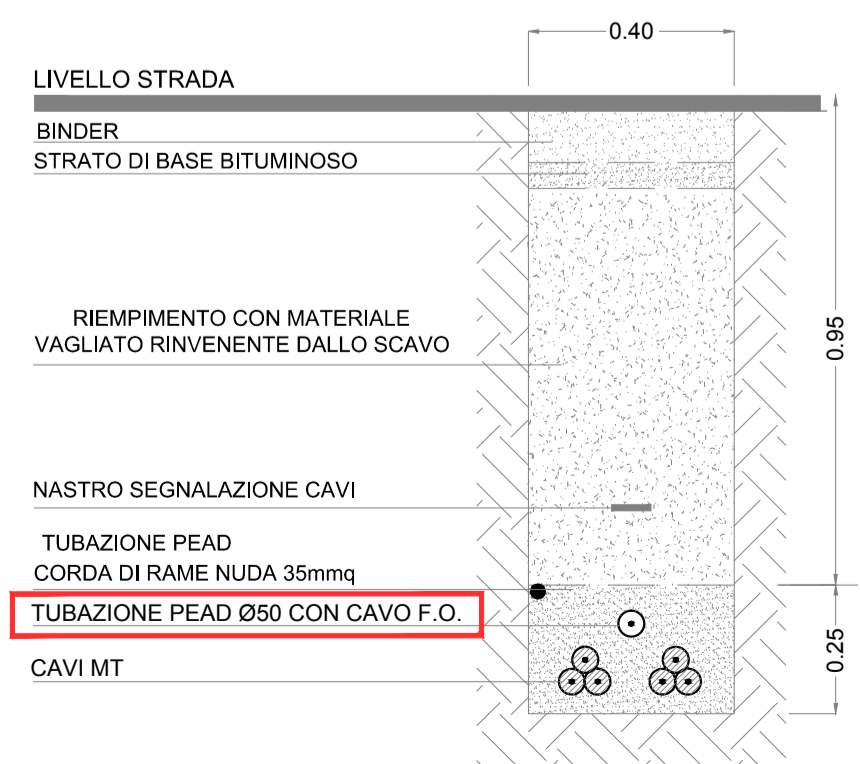 0.40
LIVELLO STRADA
BINDER
STRATO DI BASE BITUMINOSO
RIEMPIMENTO CON MATERIALE
VAGLIATO RINVENENTE DALLO SCAVO
0.95
NASTRO SEGNALAZIONE CAVI
TUBAZIONE PEAD
CORDA DI RAME NUDA 35mmq
TUBAZIONE PEAD Ø50 CON CAVO F.O.
0.25
CAVI MT